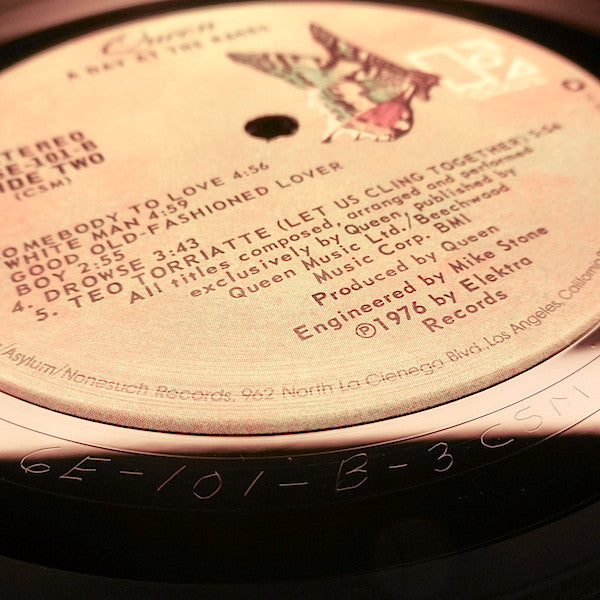 Queen
A DAY AT THE RACES
STEREO
6E-101-B
SIDE TWO
(CSM)
SOMEBODY TO LOVE 4:56
WHITE MAN 4:59
GOOD OLD-FASHIONED LOVER
BOY 2:55
4. DROWSE 3:43
5. TEO TORRIATTE (LET US CLING TOGETHER) 5:54
All titles composed, arranged and performed
exclusively by Queen, published by
Queen Music Ltd./Beechwood
Music Corp. BMI
Produced by Queen
Engineered by Mike Stone
℗1976 by Elektra
Records
/Asylum/Nonesuch Records, 962 North La Cienega Blvd., Los Angeles, California
6E-101-B-3 CSM